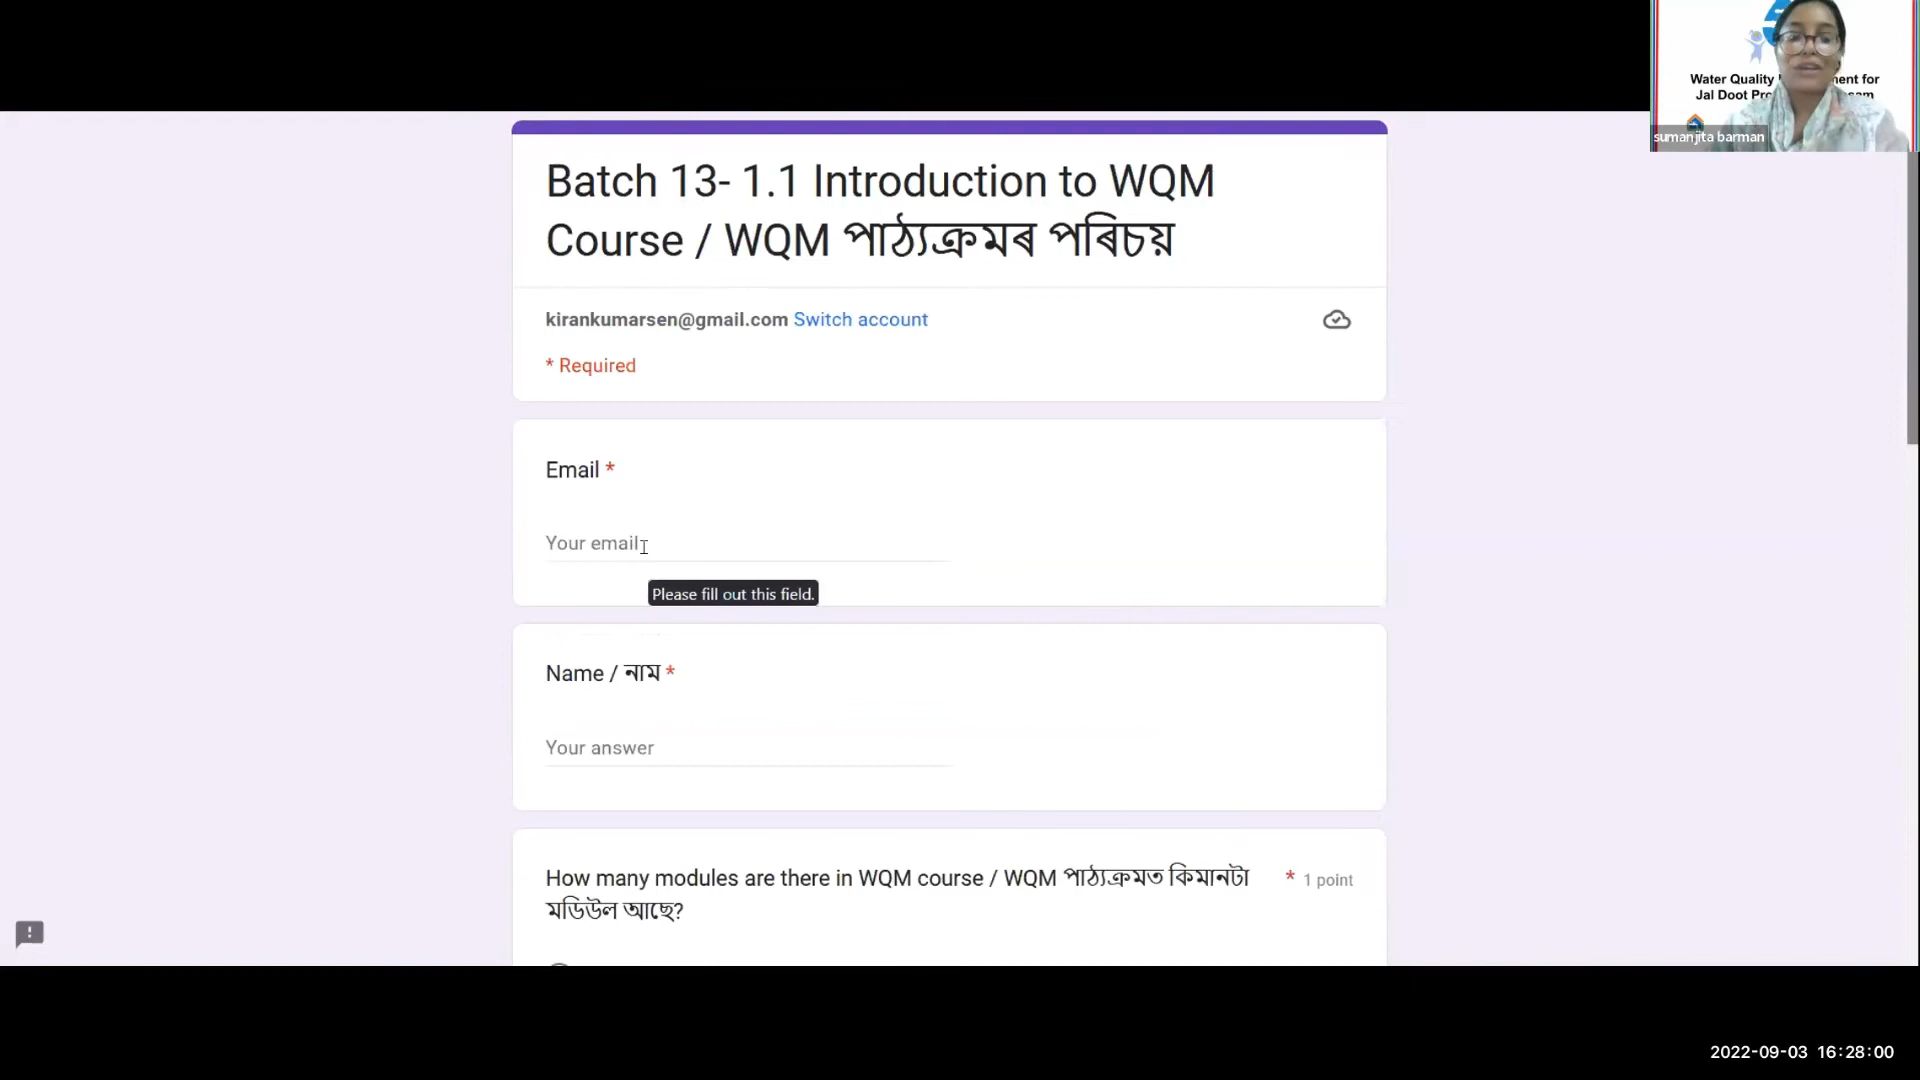 Water Quality
ment for
Jal Doot
sumanjita barman
Batch 13- 1.1 Introduction to WQM
Course / WQM পাঠ্যক্ৰমৰ পৰিচয়
kirankumarsen@gmail.com Switch account
* Required
Email *
Your email
Please fill out this field.
Name / নাম *
Your answer
How many modules are there in WQM course / WQM পাঠ্যক্ৰমত কিমানটা * 1 point
মডিউল আছে?
2022-09-03 16:28:00